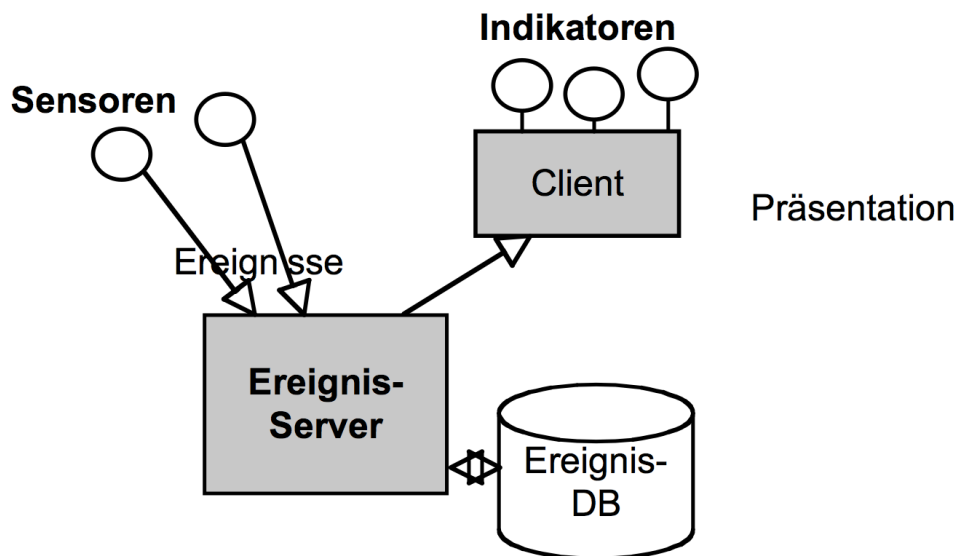 Indikatoren
Sensoren
Client
Präsentation
Ereignisse
Ereignis-
Server
Ereignis-
DB